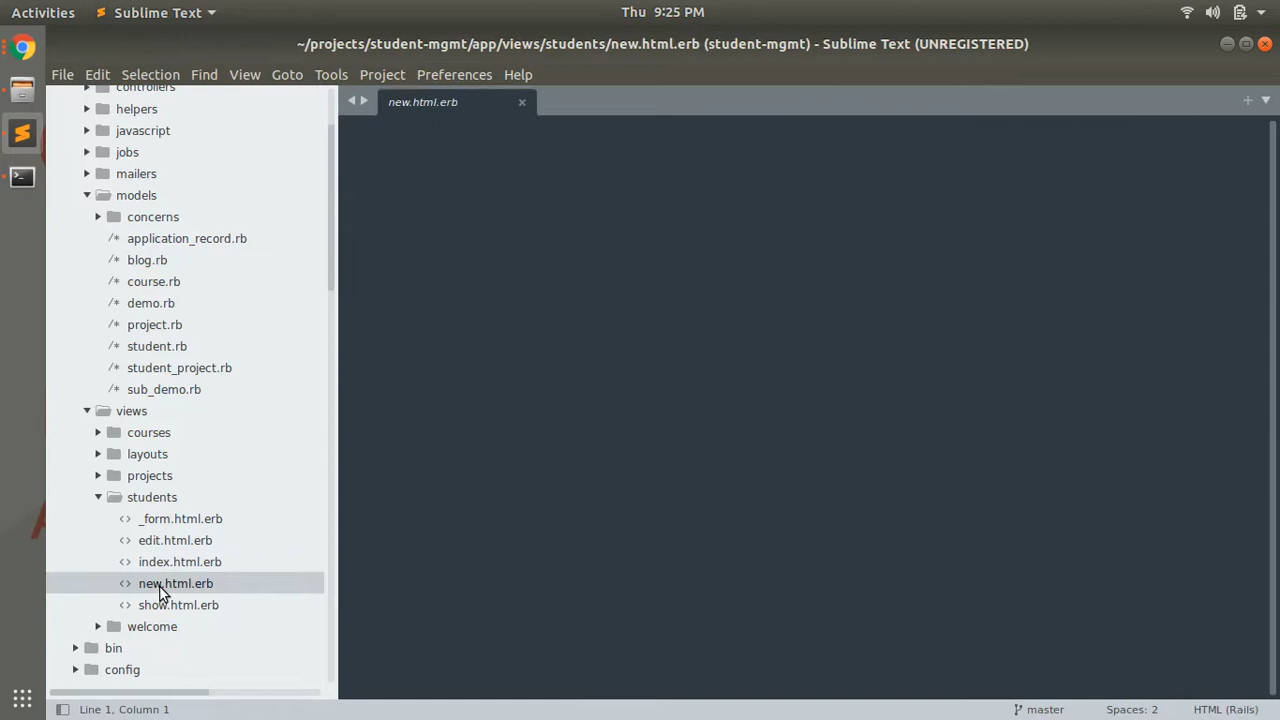 Activities Sublime Text Thu 9:25 PM
~/projects/student-mgmt/app/views/students/new.html.erb (student-mgmt) - Sublime Text (UNREGISTERED)
File Edit Selection Find View Goto Tools Project Preferences Help
new.html.erb
controllers
helpers
javascript
jobs
mailers
models
concerns
application_record.rb
blog.rb
course.rb
demo.rb
project.rb
student.rb
student_project.rb
sub_demo.rb
views
courses
layouts
projects
students
_form.html.erb
edit.html.erb
index.html.erb
new.html.erb
show.html.erb
welcome
bin
config
Line 1, Column 1 master Spaces: 2 HTML (Rails)